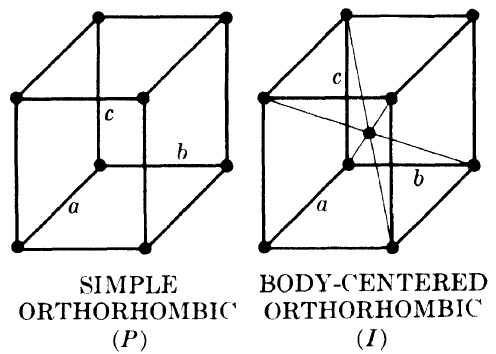 c
b
a
SIMPLE
ORTHORHOMBIC
(P)
c
b
a
BODY-CENTERED
ORTHORHOMBIC
(I)